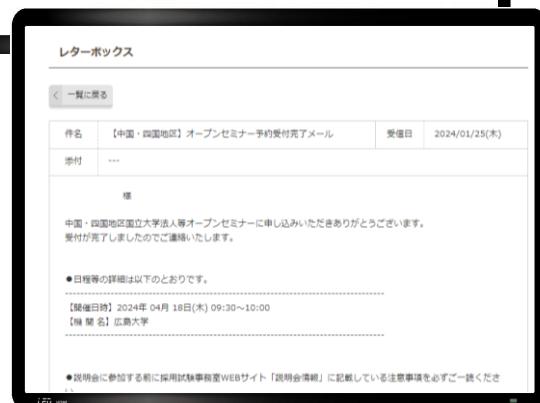 レターボックス
く 一覧に戻る
件名 【中国・四国地区】オープンセミナー予約受付完了メール 受信日 2024/01/25(木)
添付 ---
様
中国・四国地区国立大学法人等オープンセミナーに申し込みいただきありがとうございます。
受付が完了しましたのでご連絡いたします。
●日程等の詳細は以下のとおりです。
【開催日時】2024年 04月 18日(木) 09:30～10:00
【機 関 名】広島大学
●説明会に参加する前に採用試験事務室WEBサイト「説明会情報」に記載している注意事項を必ずご一読くださ